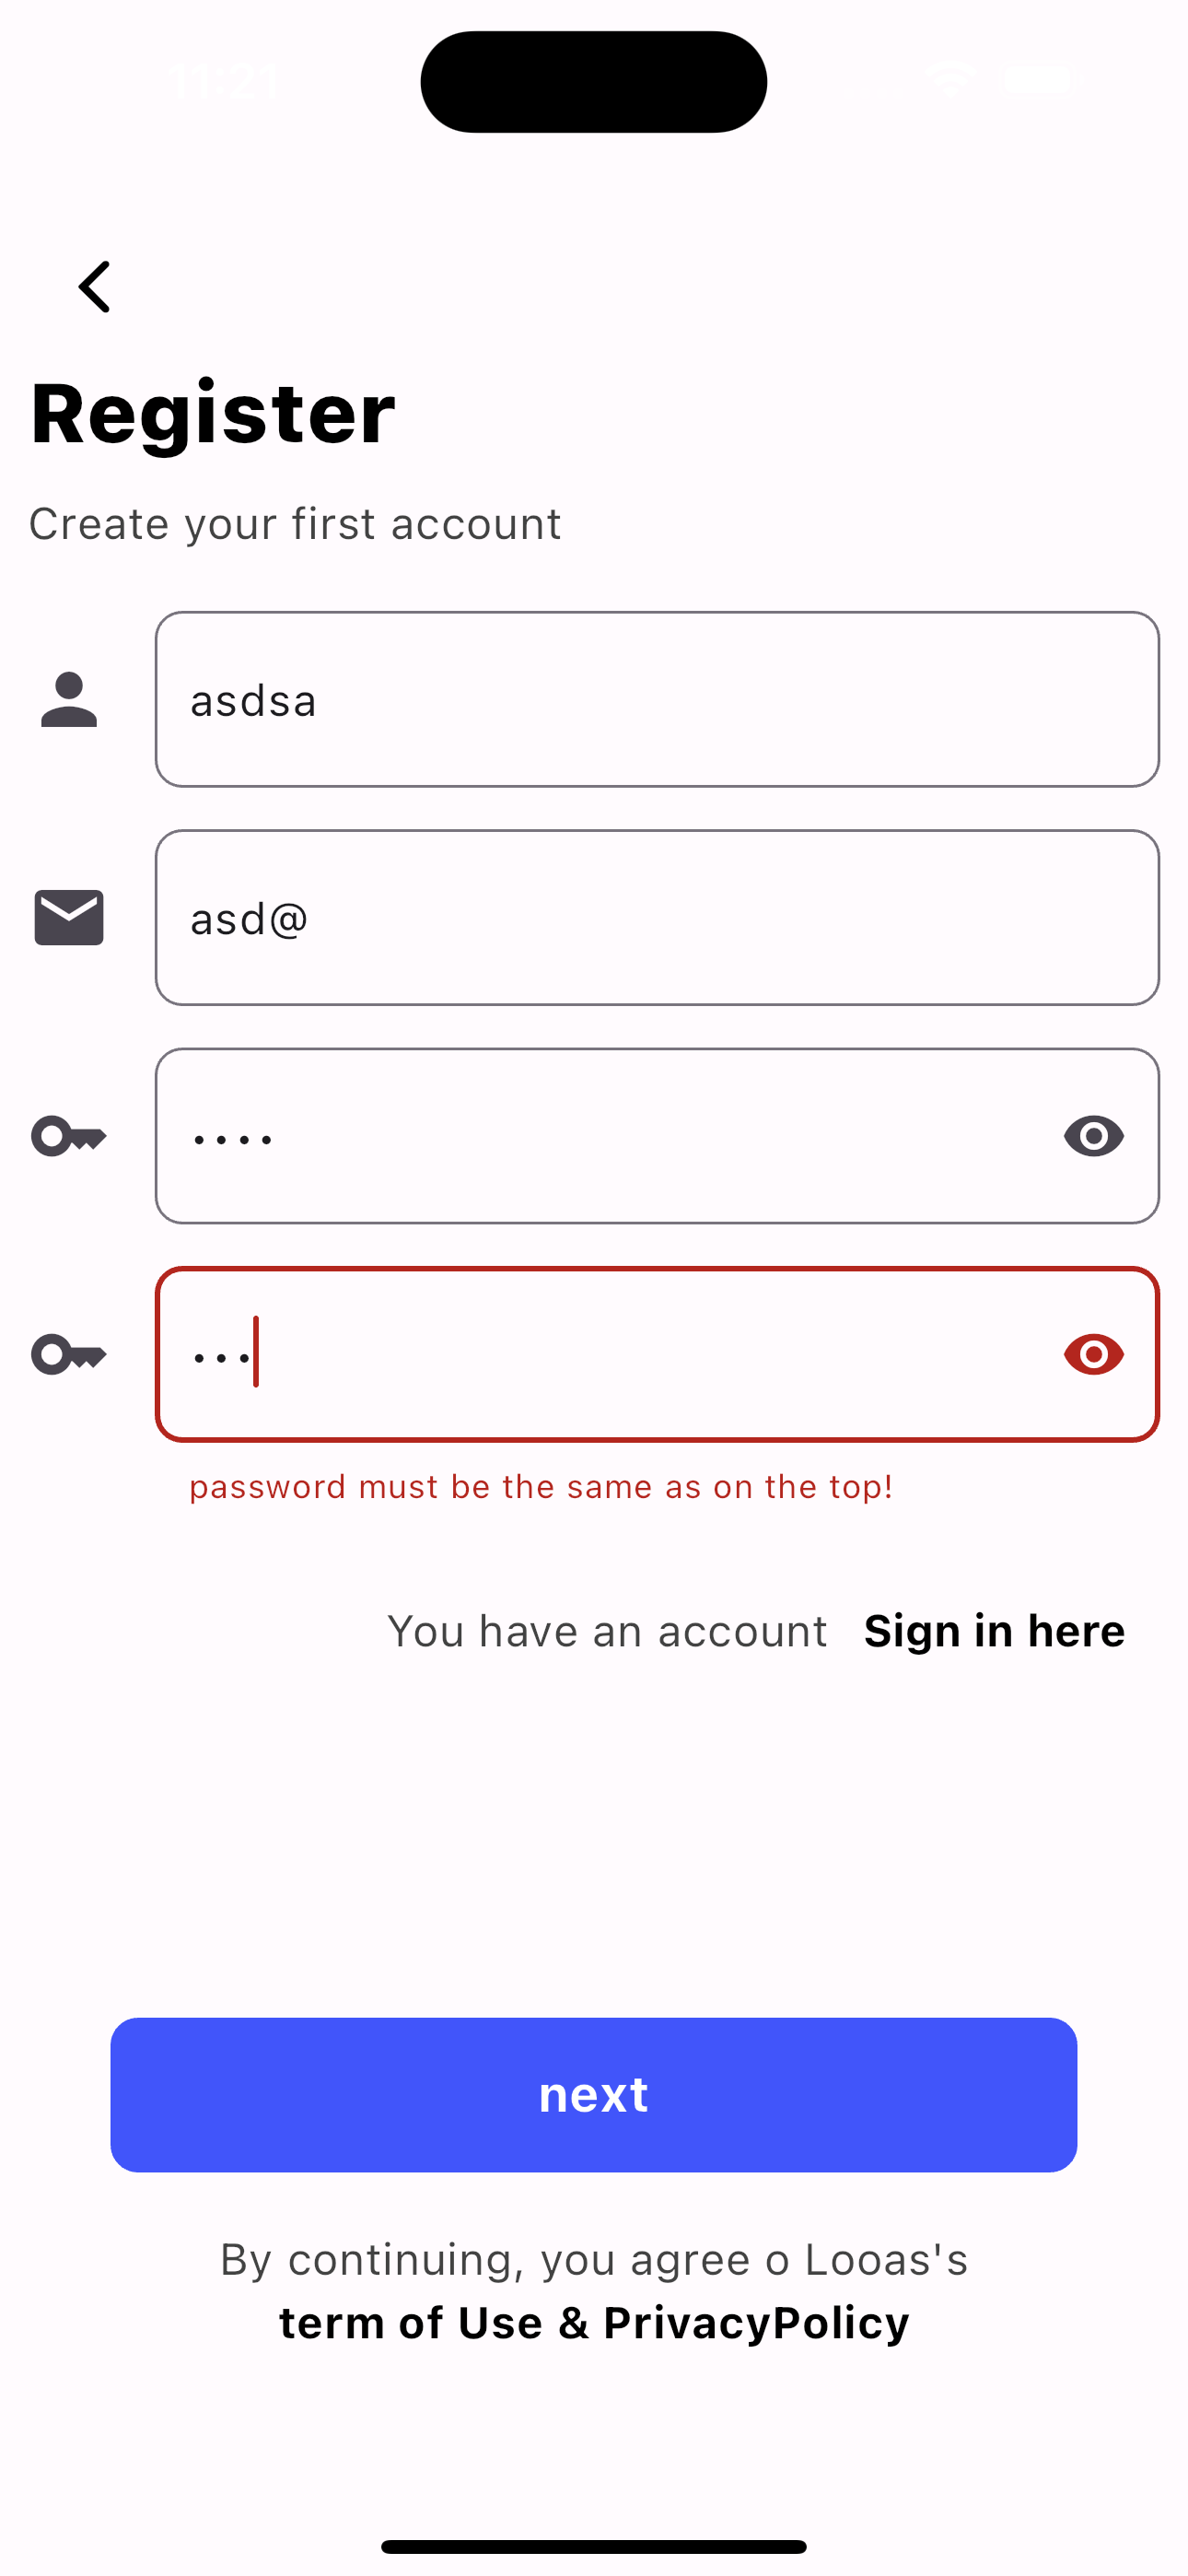 Register
Create your first account
asdsa
asd@
••••
•••
password must be the same as on the top!
You have an account Sign in here
next
By continuing, you agree o Looas's
term of Use & PrivacyPolicy